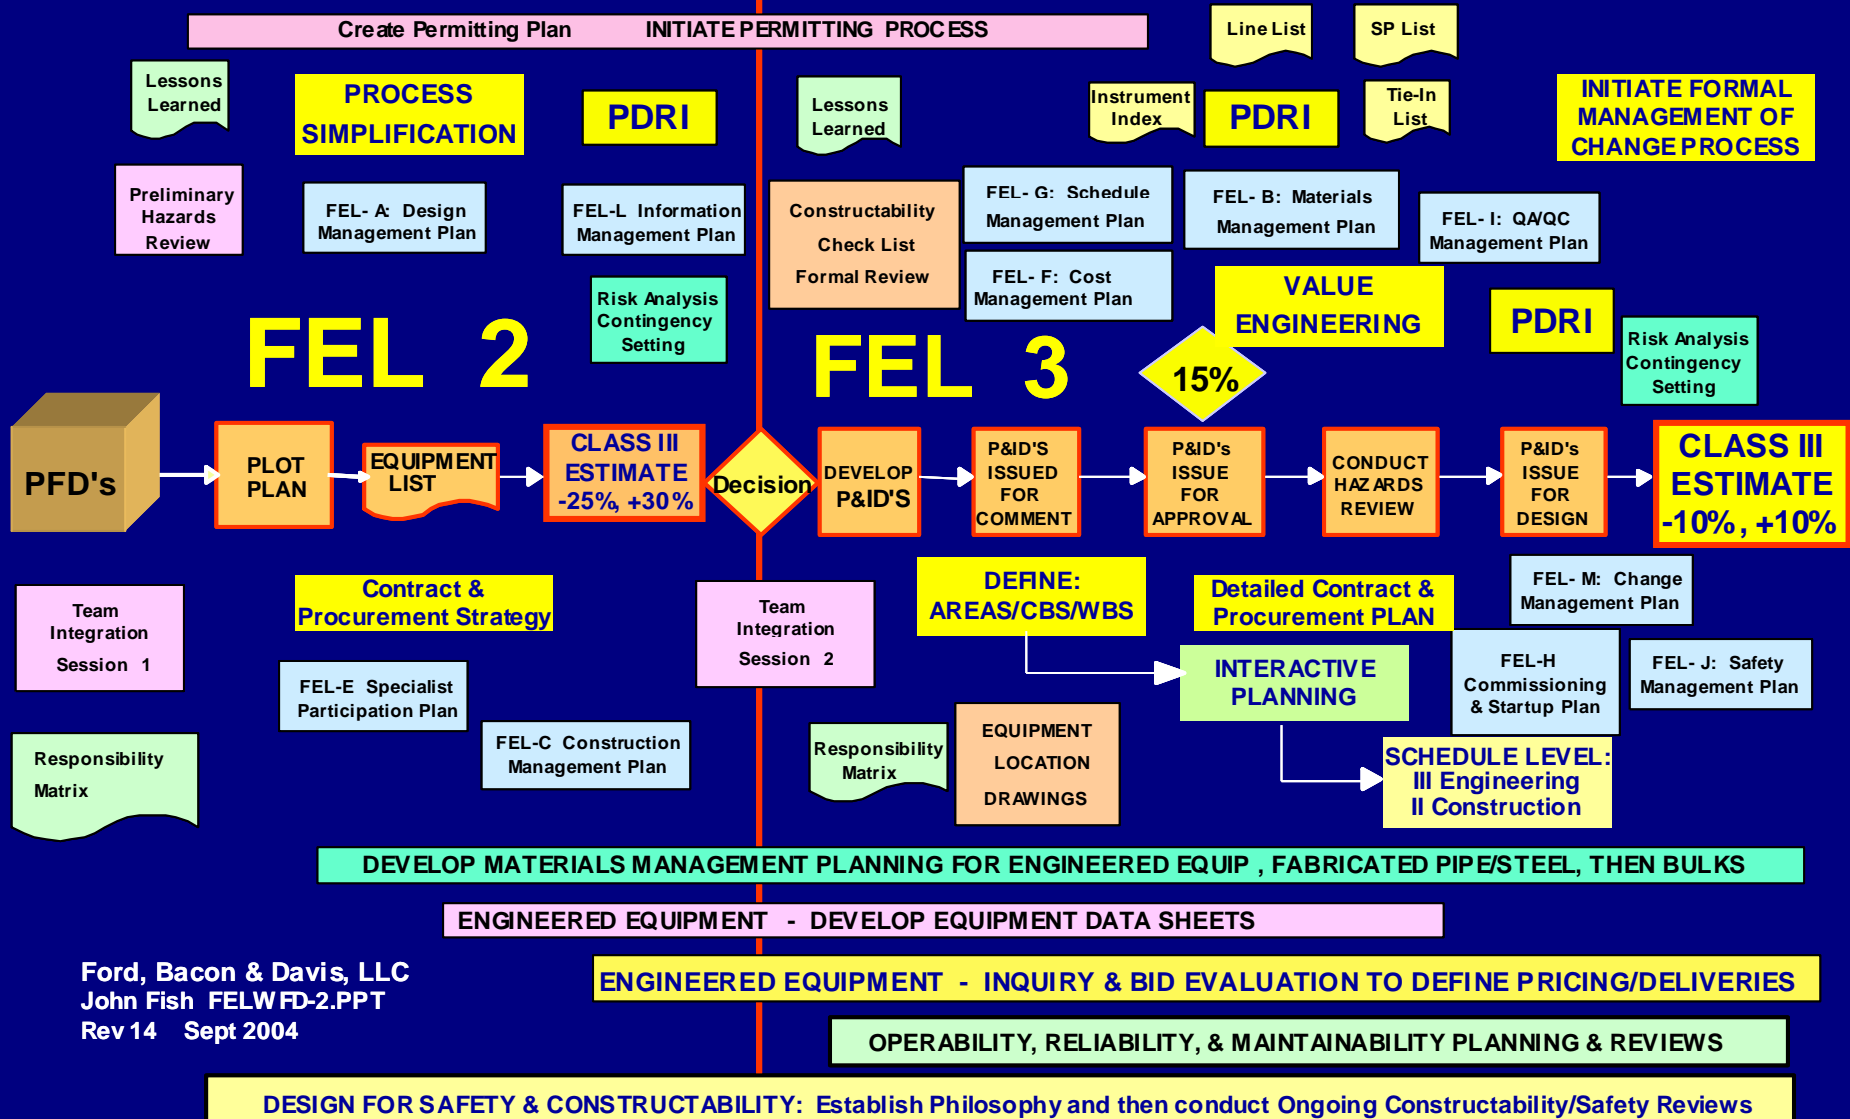 Create Permitting Plan INITIATE PERMITTING PROCESS
Line List
SP List
Lessons
Learned
PROCESS
SIMPLIFICATION
PDRI
Lessons
Learned
Instrument
Index
PDRI
Tie-In
List
INITIATE FORMAL
MANAGEMENT OF
CHANGE PROCESS
Preliminary
Hazards
Review
FEL- A: Design
Management Plan
FEL-L Information
Management Plan
Constructability
Check List
Formal Review
FEL- G: Schedule
Management Plan
FEL- B: Materials
Management Plan
FEL- I: QA/QC
Management Plan
FEL- F: Cost
Management Plan
Risk Analysis
Contingency
Setting
VALUE
ENGINEERING
PDRI
Risk Analysis
Contingency
Setting
FEL 2
FEL 3
15%
PFD's
PLOT
PLAN
EQUIPMENT
LIST
CLASS III
ESTIMATE
-25%, +30%
Decision
DEVELOP
P&ID'S
P&ID'S
ISSUED
FOR
COMMENT
P&ID's
ISSUE
FOR
APPROVAL
CONDUCT
HAZARDS
REVIEW
P&ID's
ISSUE
FOR
DESIGN
CLASS III
ESTIMATE
-10%, +10%
Team
Integration
Session 1
Contract &
Procurement Strategy
Team
Integration
Session 2
DEFINE:
AREAS/CBS/WBS
Detailed Contract &
Procurement PLAN
FEL- M: Change
Management Plan
FEL-E Specialist
Participation Plan
INTERACTIVE
PLANNING
FEL-H
Commissioning
& Startup Plan
FEL- J: Safety
Management Plan
FEL-C Construction
Management Plan
Responsibility
Matrix
Responsibility
Matrix
EQUIPMENT
LOCATION
DRAWINGS
SCHEDULE LEVEL:
III Engineering
II Construction
DEVELOP MATERIALS MANAGEMENT PLANNING FOR ENGINEERED EQUIP , FABRICATED PIPE/STEEL, THEN BULKS
ENGINEERED EQUIPMENT - DEVELOP EQUIPMENT DATA SHEETS
ENGINEERED EQUIPMENT - INQUIRY & BID EVALUATION TO DEFINE PRICING/DELIVERIES
Ford, Bacon & Davis, LLC
John Fish FELWFD-2.PPT
Rev 14 Sept 2004
OPERABILITY, RELIABILITY, & MAINTAINABILITY PLANNING & REVIEWS
DESIGN FOR SAFETY & CONSTRUCTABILITY: Establish Philosophy and then conduct Ongoing Constructability/Safety Reviews